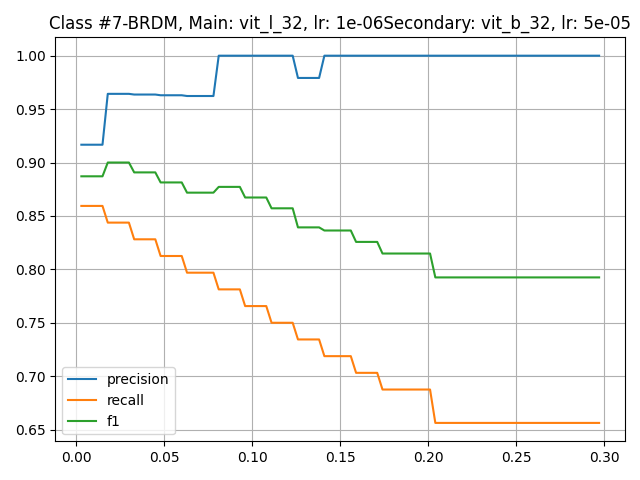 Class #7-BRDM, Main: vit_l_32, lr: 1e-06Secondary: vit_b_32, lr: 5e-05
1.00
0.95
0.90
0.85
0.80
0.75
0.70
0.65
precision
recall
f1
0.00 0.05 0.10 0.15 0.20 0.25 0.30